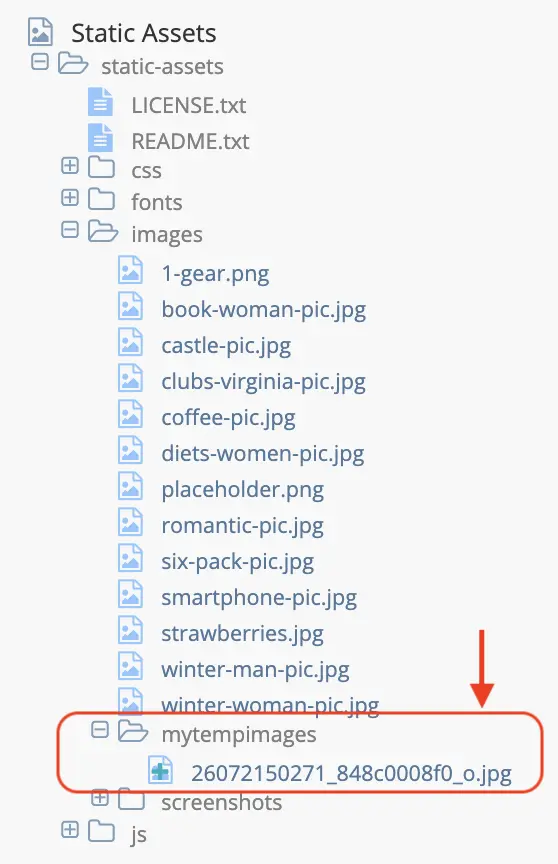 Static Assets
static-assets
LICENSE.txt
README.txt
css
fonts
images
1-gear.png
book-woman-pic.jpg
castle-pic.jpg
clubs-virginia-pic.jpg
coffee-pic.jpg
diets-women-pic.jpg
placeholder.png
romantic-pic.jpg
six-pack-pic.jpg
smartphone-pic.jpg
strawberries.jpg
winter-man-pic.jpg
winter-woman-pic.jpg
mytempimages
26072150271_848c0008f0_o.jpg
screenshots
js